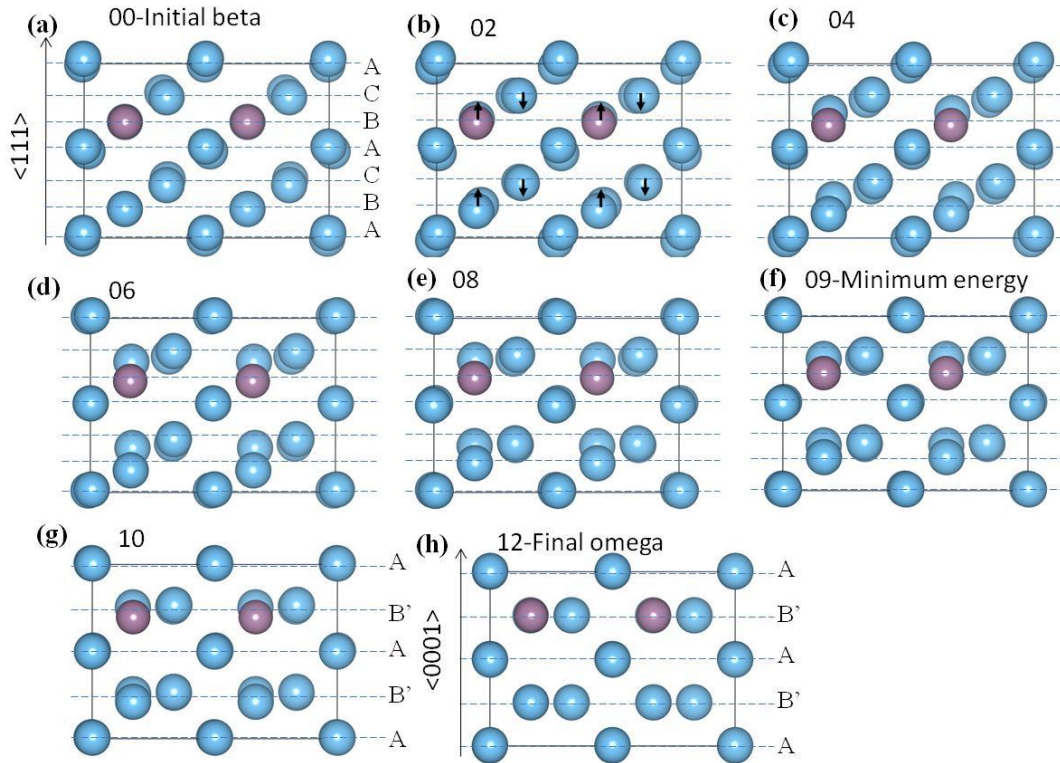 (a) 00-Initial beta
<111>
A
C
B
A
C
B
A
(b) 02
(c) 04
(d) 06
(e) 08
(f) 09-Minimum energy
(g) 10
A
B’
A
B’
A
(h) 12-Final omega
<0001>
A
B’
A
B’
A